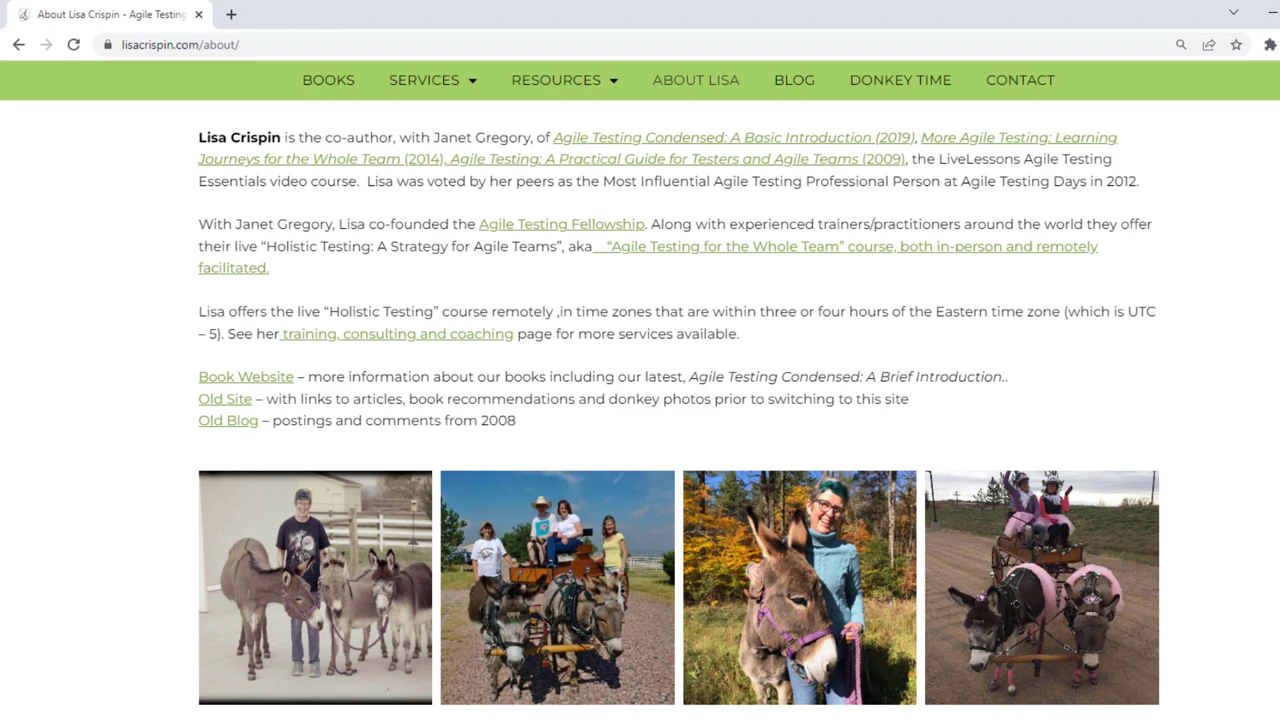 About Lisa Crispin - Agile Testing
lisacrispin.com/about/
BOOKS SERVICES RESOURCES ABOUT LISA BLOG DONKEY TIME CONTACT
Lisa Crispin is the co-author, with Janet Gregory, of Agile Testing Condensed: A Basic Introduction (2019), More Agile Testing: Learning
Journeys for the Whole Team (2014), Agile Testing: A Practical Guide for Testers and Agile Teams (2009), the LiveLessons Agile Testing
Essentials video course. Lisa was voted by her peers as the Most Influential Agile Testing Professional Person at Agile Testing Days in 2012.
With Janet Gregory, Lisa co-founded the Agile Testing Fellowship. Along with experienced trainers/practitioners around the world they offer
their live “Holistic Testing: A Strategy for Agile Teams”, aka “Agile Testing for the Whole Team” course, both in-person and remotely
facilitated.
Lisa offers the live “Holistic Testing” course remotely ,in time zones that are within three or four hours of the Eastern time zone (which is UTC
– 5). See her training, consulting and coaching page for more services available.
Book Website – more information about our books including our latest, Agile Testing Condensed: A Brief Introduction..
Old Site – with links to articles, book recommendations and donkey photos prior to switching to this site
Old Blog – postings and comments from 2008